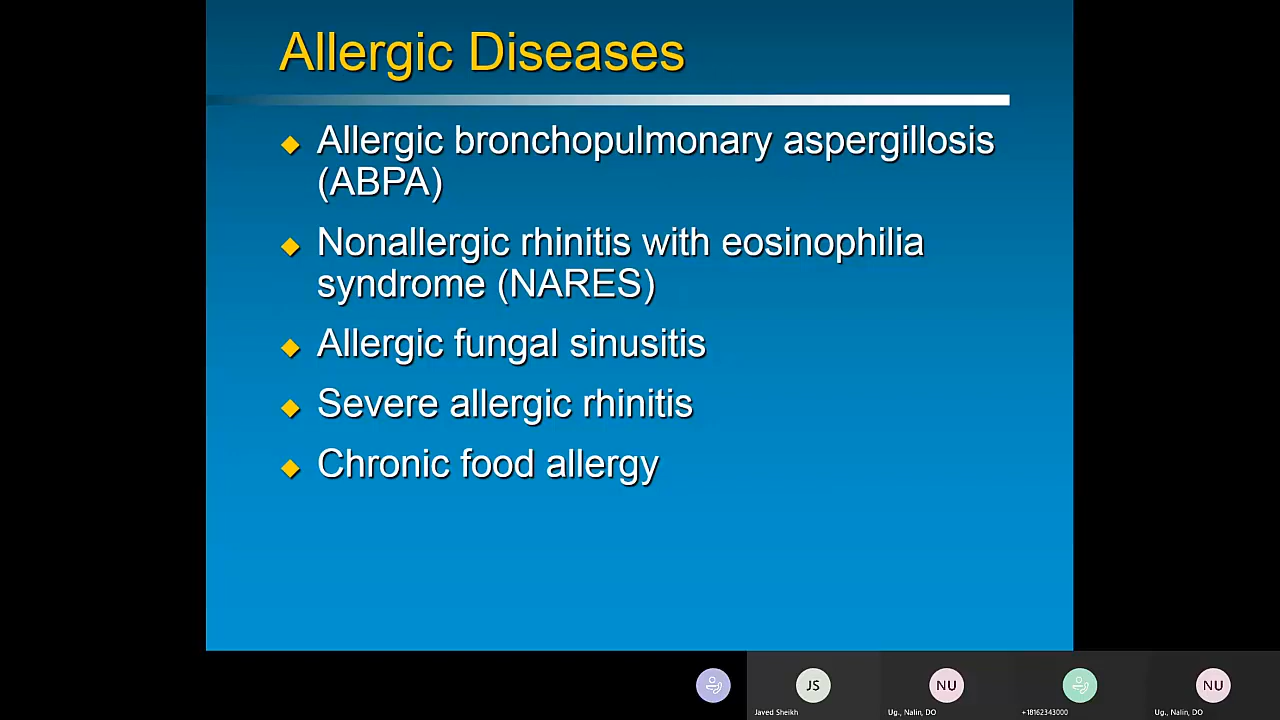 Allergic Diseases
Allergic bronchopulmonary aspergillosis
(ABPA)
Nonallergic rhinitis with eosinophilia
syndrome (NARES)
Allergic fungal sinusitis
Severe allergic rhinitis
Chronic food allergy
JS
NU
NU
Javed Sheikh
Ug., Nalin, DO
+18162343000
Ug., Nalin, DO